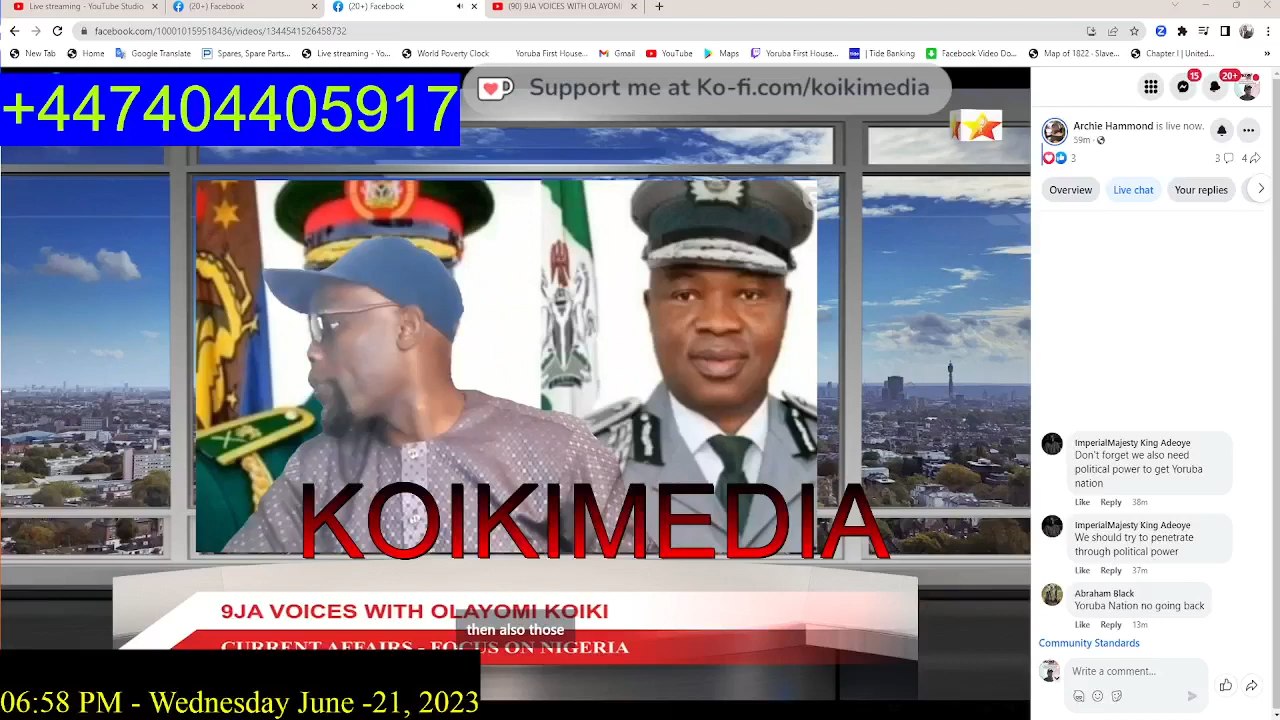 Live streaming - YouTube Studio
(20+) Facebook
(20+) Facebook
(90) 9JA VOICES WITH OLAYOMI
facebook.com/100010159518436/videos/1344541526458732
New Tab
Home
Google Translate
Spares, Spare Parts...
Live streaming - Yo...
World Poverty Clock
Yoruba First House...
Gmail
YouTube
Maps
Yoruba First House...
| Tide Banking
Facebook Video Do...
Map of 1822 - Slave...
Chapter I | United...
+447404405917
Support me at Ko-fi.com/koikimedia
15
20+
Archie Hammond is live now.
59m
3
3
4
Overview
Live chat
Your replies
ImperialMajesty King Adeoye
Don't forget we also need
political power to get Yoruba
nation
Like Reply 38m
ImperialMajesty King Adeoye
We should try to penetrate
through political power
Like Reply 37m
Abraham Black
Yoruba Nation no going back
Like Reply 13m
Community Standards
Write a comment...
KOIKIMEDIA
9JA VOICES WITH OLAYOMI KOIKI
then also those
CURRENT AFFAIRS - FOCUS ON NIGERIA
06:58 PM - Wednesday June -21, 2023